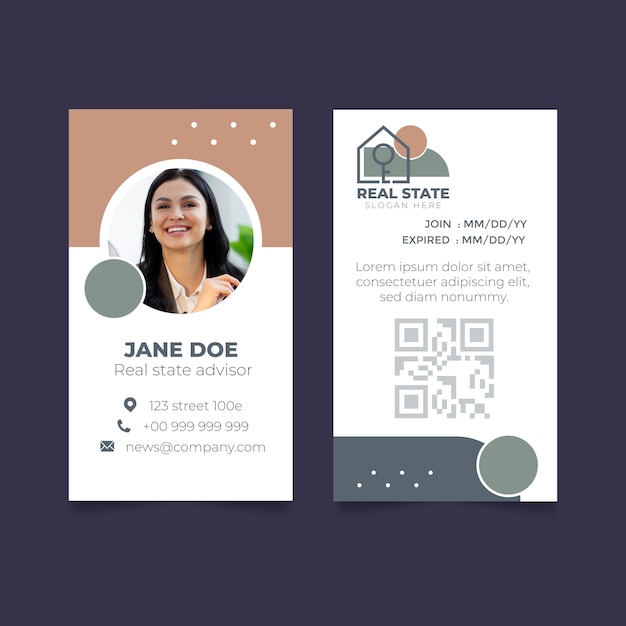 JANE DOE
Real state advisor
123 street 100e
+00 999 999 999
news@company.com
REAL STATE
SLOGAN HERE
JOIN : MM/DD/YY
EXPIRED : MM/DD/YY
Lorem ipsum dolor sit amet,
consectetuer adipiscing elit,
sed diam nonummy